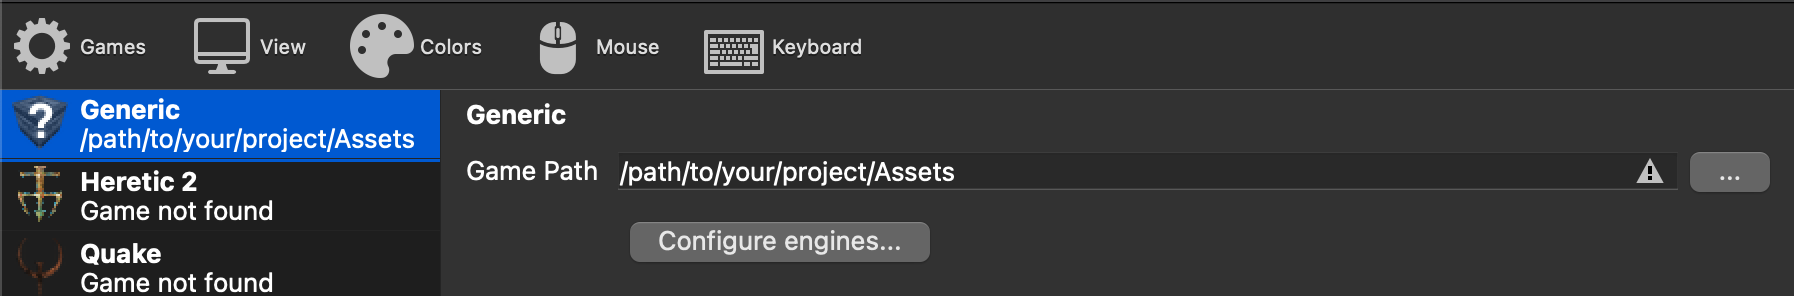 Games
View
Colors
Mouse
Keyboard
Generic
/path/to/your/project/Assets
Heretic 2
Game not found
Quake
Game not found
Generic
Game Path
/path/to/your/project/Assets
...
Configure engines...